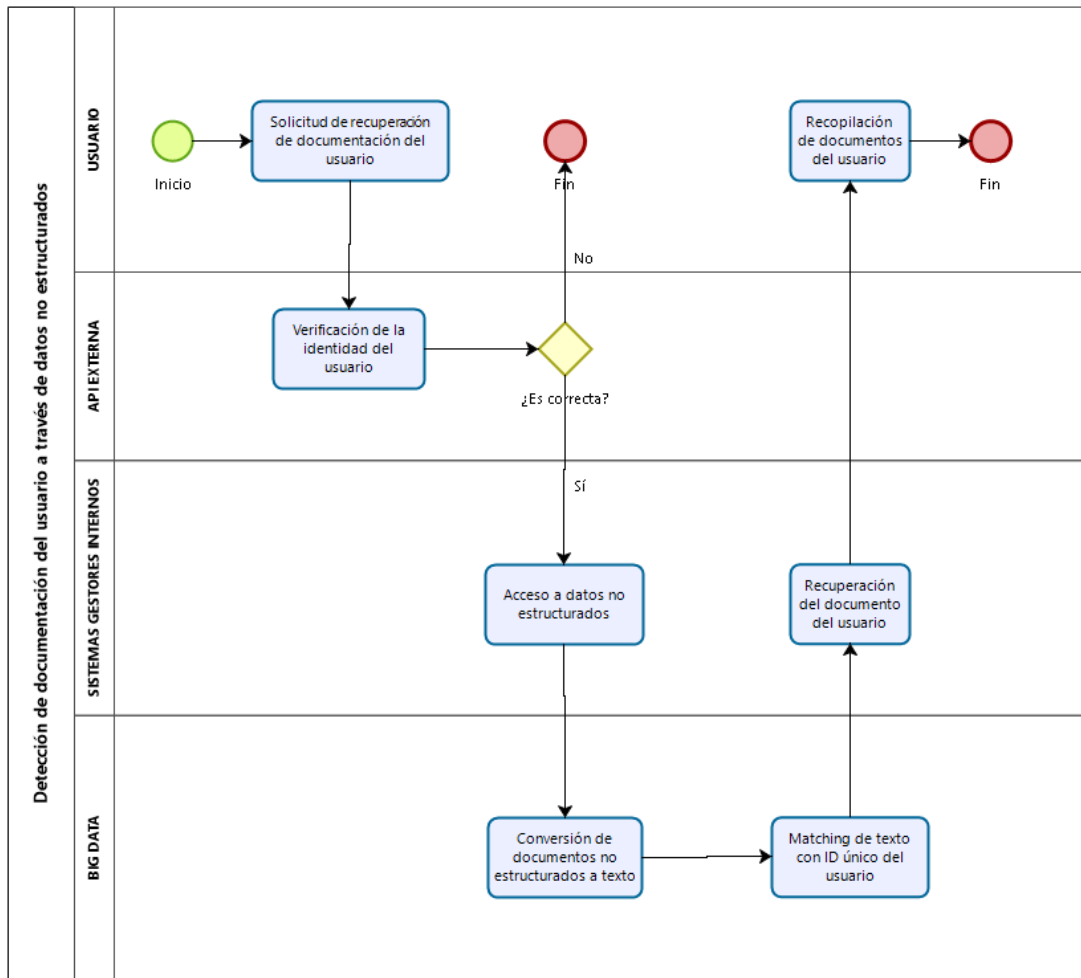 Detección de documentación del usuario a través de datos no estructurados
USUARIO
Inicio
Solicitud de recuperación
de documentación del
usuario
Fin
Recopilación
de documentos
del usuario
Fin
No
API EXTERNA
Verificación de la
identidad del
usuario
¿Es correcta?
SISTEMAS GESTORES INTERNOS
Sí
Acceso a datos no
estructurados
Recuperación
del documento
del usuario
BIG DATA
Conversión de
documentos no
estructurados a texto
Matching de texto
con ID único del
usuario